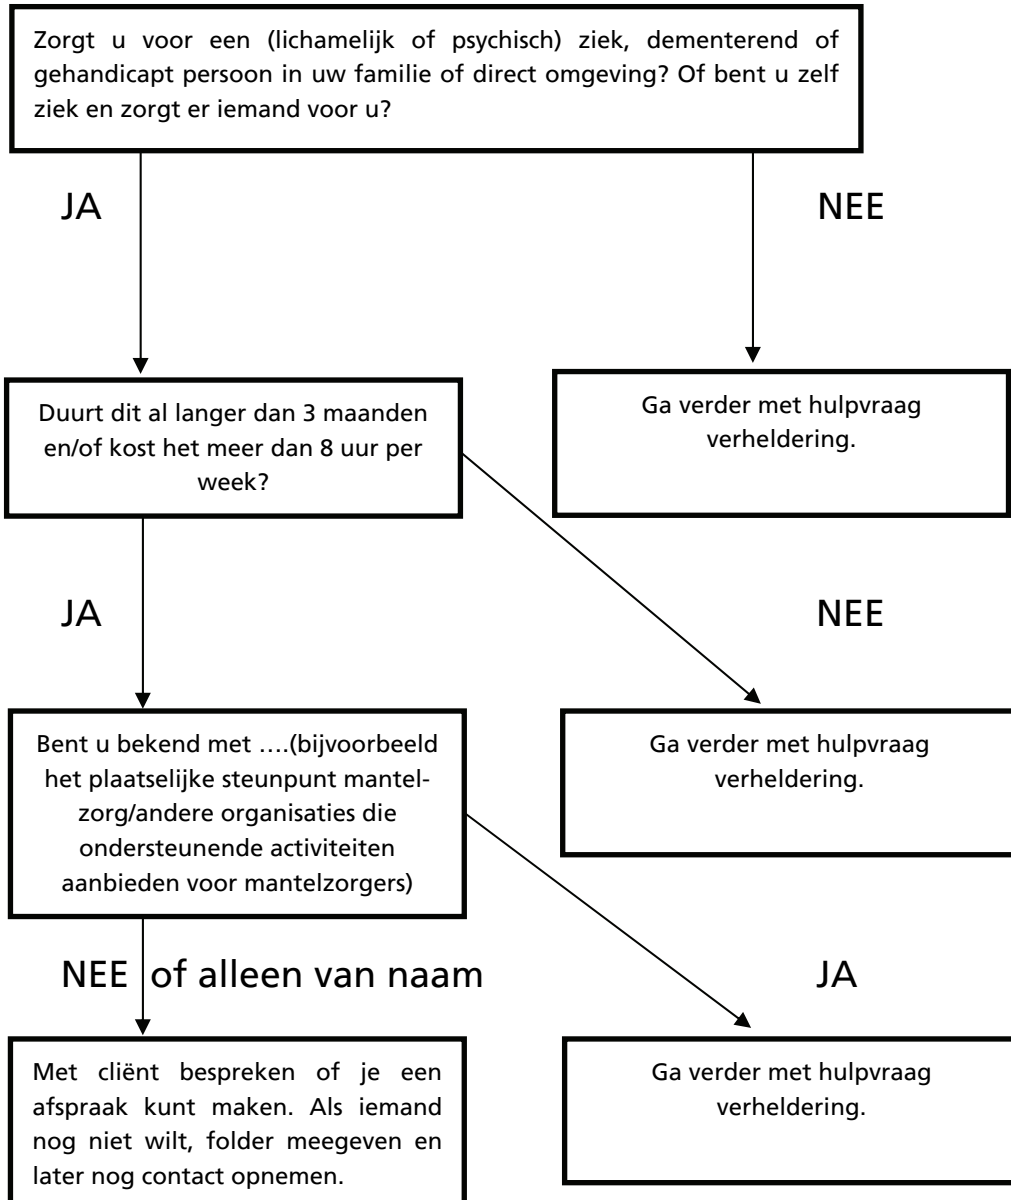 Zorgt u voor een (lichamelijk of psychisch) ziek, dementerend of
gehandicapt persoon in uw familie of direct omgeving? Of bent u zelf
ziek en zorgt er iemand voor u?
JA
NEE
Duurt dit al langer dan 3 maanden
en/of kost het meer dan 8 uur per
week?
Ga verder met hulpvraag
verheldering.
JA
NEE
Bent u bekend met ….(bijvoorbeeld
het plaatselijke steunpunt mantel-
zorg/andere organisaties die
ondersteunende activiteiten
aanbieden voor mantelzorgers)
Ga verder met hulpvraag
verheldering.
NEE of alleen van naam
JA
Met cliënt bespreken of je een
afspraak kunt maken. Als iemand
nog niet wilt, folder meegeven en
later nog contact opnemen.
Ga verder met hulpvraag
verheldering.